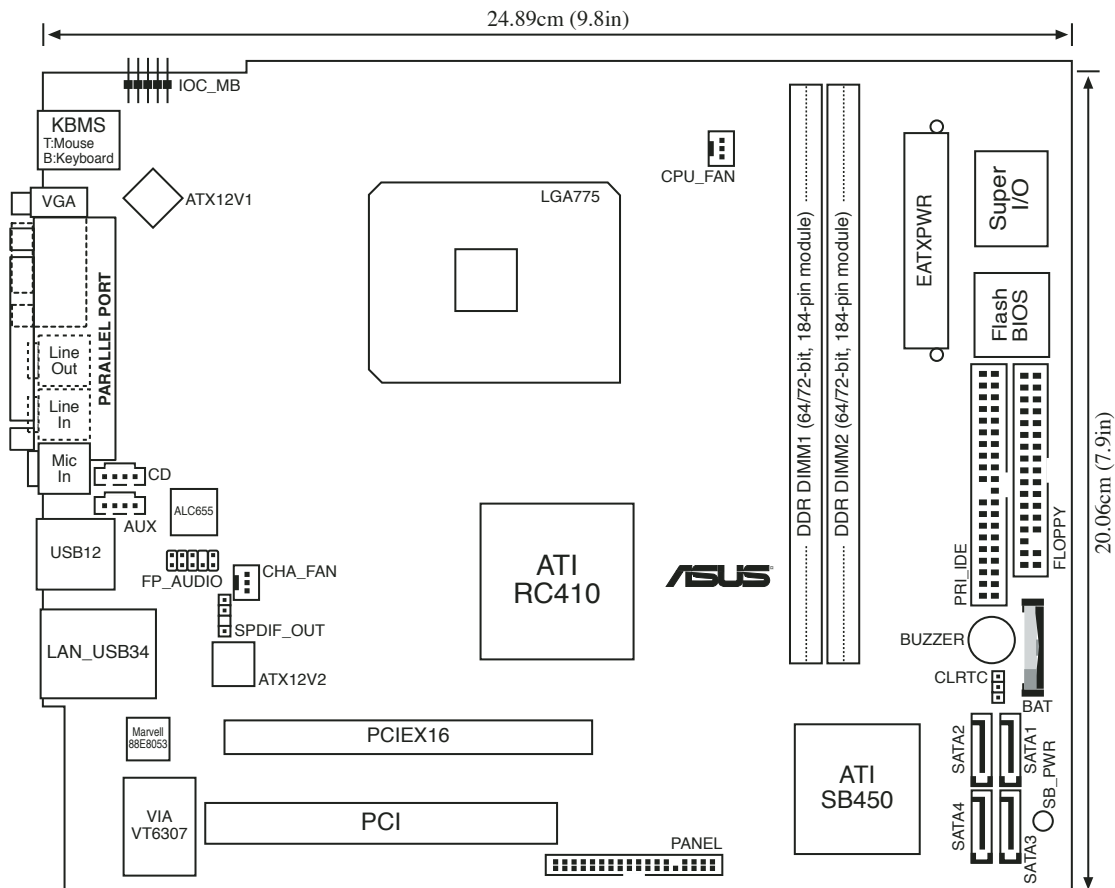 24.89cm (9.8in)
IOC_MB
KBMS
T:Mouse
B:Keyboard
CPU_FAN
Super
I/O
VGA
ATX12V1
LGA775
EATXPWR
DDR DIMM1 (64/72-bit, 184-pin module)
DDR DIMM2 (64/72-bit, 184-pin module)
Flash
BIOS
PARALLEL PORT
Line
Out
Line
In
Mic
In
CD
AUX
ALC655
20.06cm (7.9in)
FLOPPY
PRI_IDE
USB12
FP_AUDIO
CHA_FAN
ATI
RC410
ASUS
SPDIF_OUT
BUZZER
LAN_USB34
ATX12V2
CLRTC
BAT
Marvell
88E8053
PCIEX16
SATA2
SATA1
ATI
SB450
SB_PWR
VIA
VT6307
PCI
SATA4
SATA3
PANEL